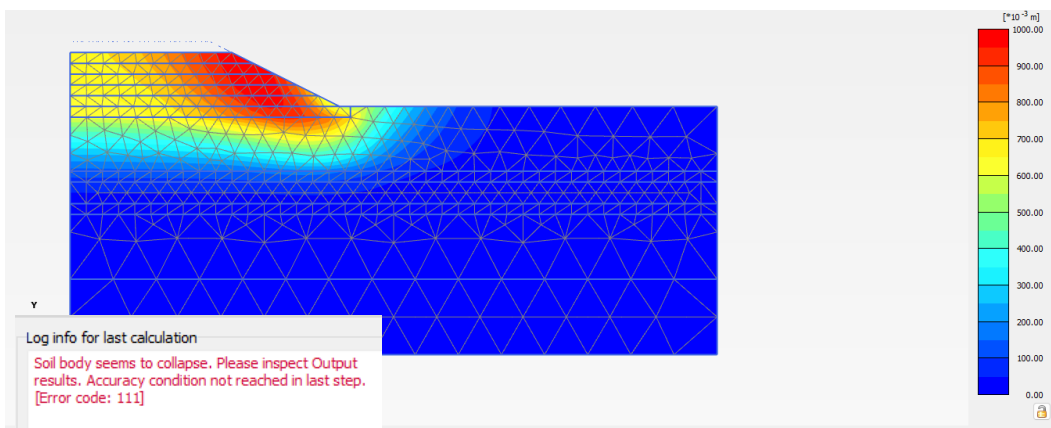 [*10 -3 m]
1000.00
900.00
800.00
700.00
600.00
500.00
400.00
300.00
200.00
100.00
0.00
Y
Log info for last calculation
Soil body seems to collapse. Please inspect Output
results. Accuracy condition not reached in last step.
[Error code: 111]